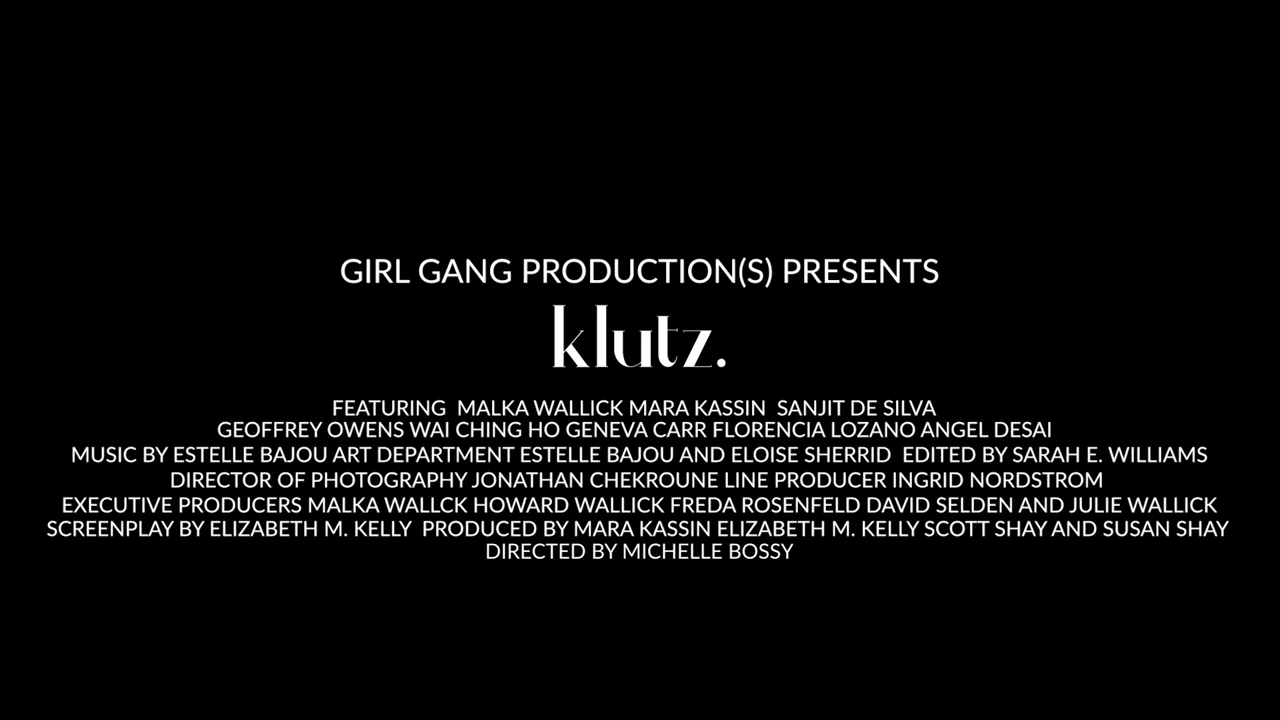 GIRL GANG PRODUCTION(S) PRESENTS
klutz.
FEATURING MALKA WALLICK MARA KASSIN SANJIT DE SILVA
GEOFFREY OWENS WAI CHING HO GENEVA CARR FLORENCIA LOZANO ANGEL DESAI
MUSIC BY ESTELLE BAJOU ART DEPARTMENT ESTELLE BAJOU AND ELOISE SHERRID EDITED BY SARAH E. WILLIAMS
DIRECTOR OF PHOTOGRAPHY JONATHAN CHEKROUNE LINE PRODUCER INGRID NORDSTROM
EXECUTIVE PRODUCERS MALKA WALLCK HOWARD WALLICK FREDA ROSENFELD DAVID SELDEN AND JULIE WALLICK
SCREENPLAY BY ELIZABETH M. KELLY PRODUCED BY MARA KASSIN ELIZABETH M. KELLY SCOTT SHAY AND SUSAN SHAY
DIRECTED BY MICHELLE BOSSY